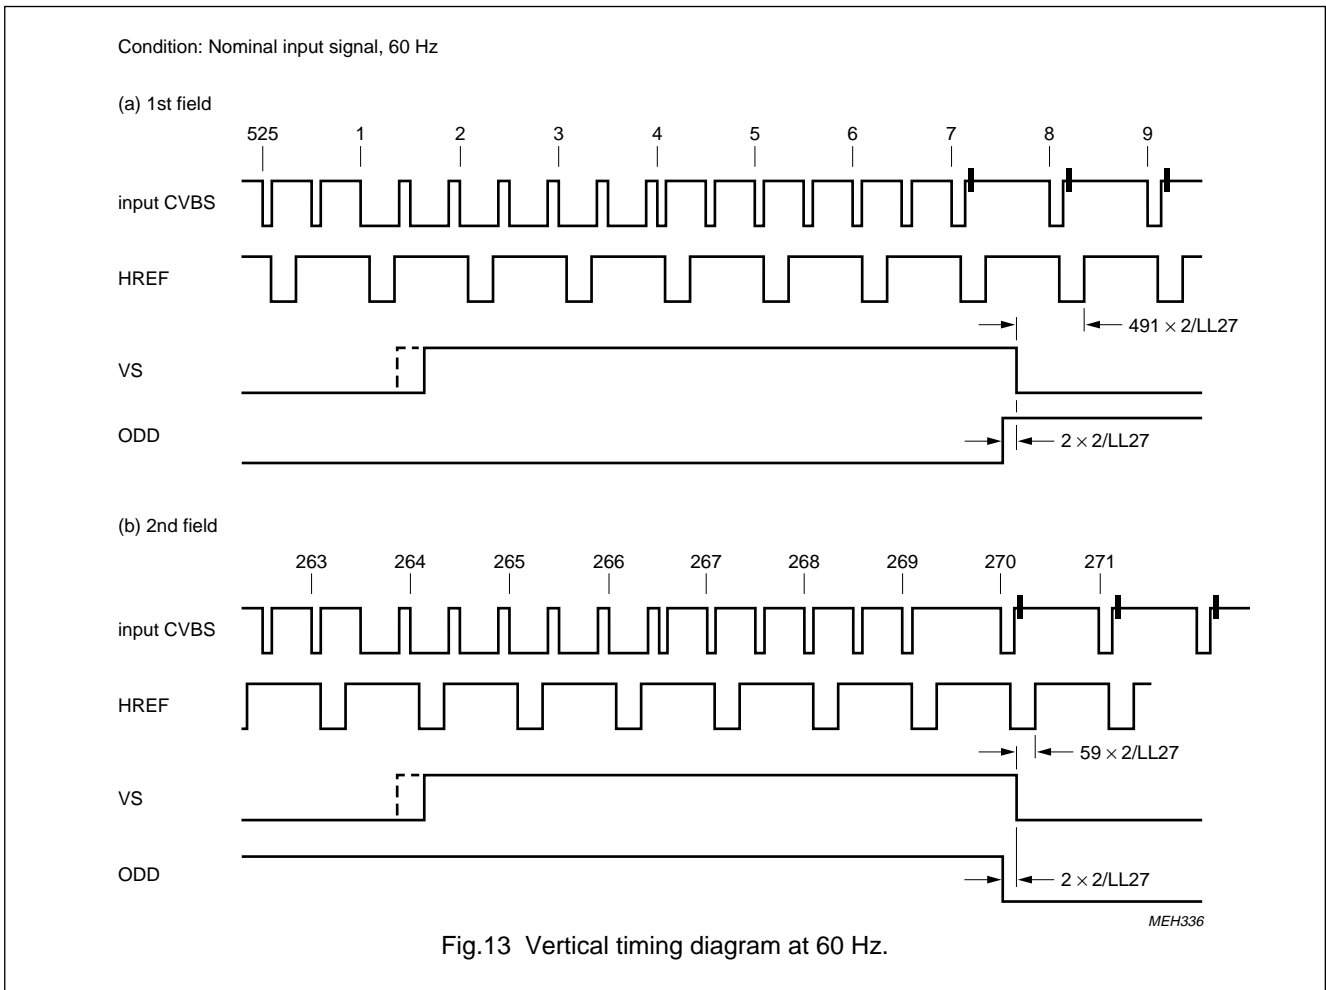 Condition: Nominal input signal, 60 Hz
(a) 1st field
525 1 2 3 4 5 6 7 8 9
input CVBS
HREF
491 × 2/LL27
VS
ODD
2 × 2/LL27
(b) 2nd field
263 264 265 266 267 268 269 270 271
input CVBS
HREF
59 × 2/LL27
VS
ODD
2 × 2/LL27
MEH336
Fig.13 Vertical timing diagram at 60 Hz.